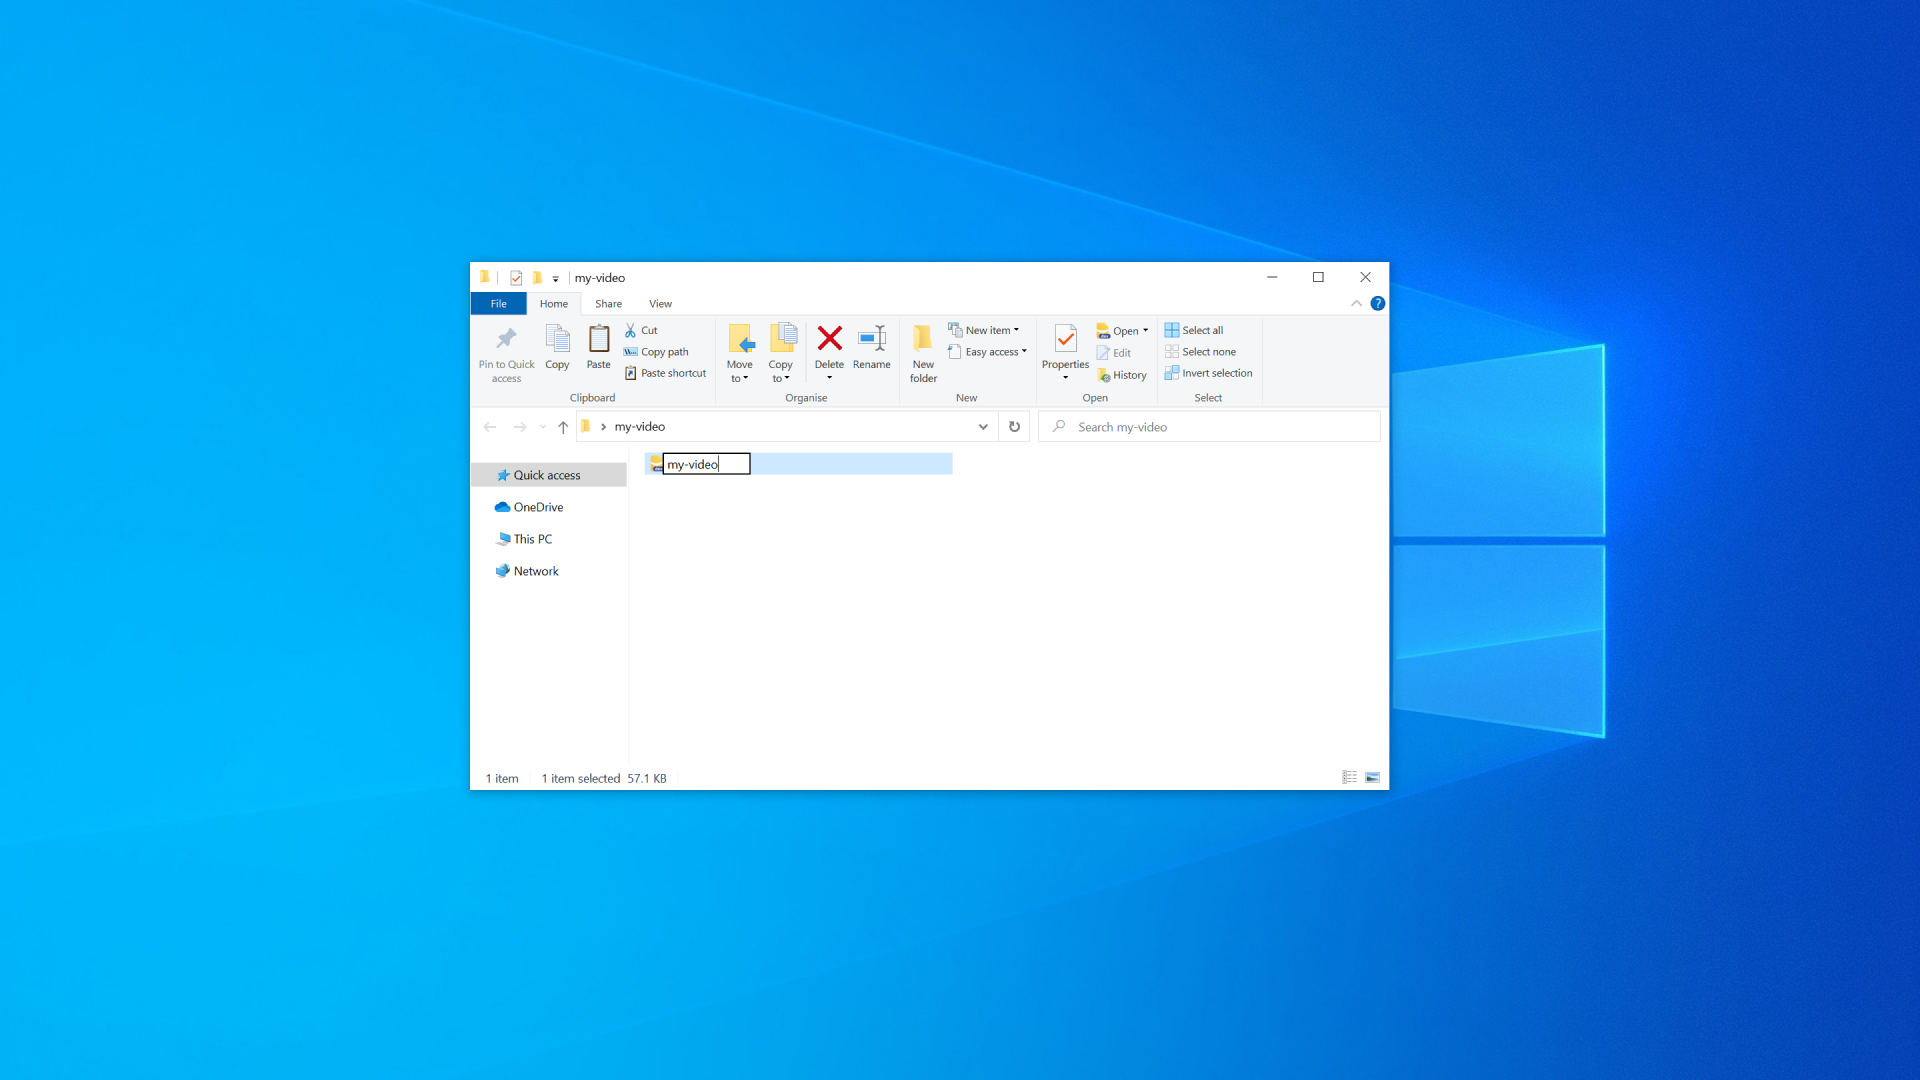 my-video
File Home Share View
?
Pin to Quick access
Copy
Paste
Cut
Copy path
Paste shortcut
Clipboard
Move to
Copy to
Delete
Rename
Organise
New folder
New item
Easy access
New
Properties
Open
Edit
History
Open
Select all
Select none
Invert selection
Select
my-video
Search my-video
my-video
Quick access
OneDrive
This PC
Network
1 item 1 item selected 57.1 KB